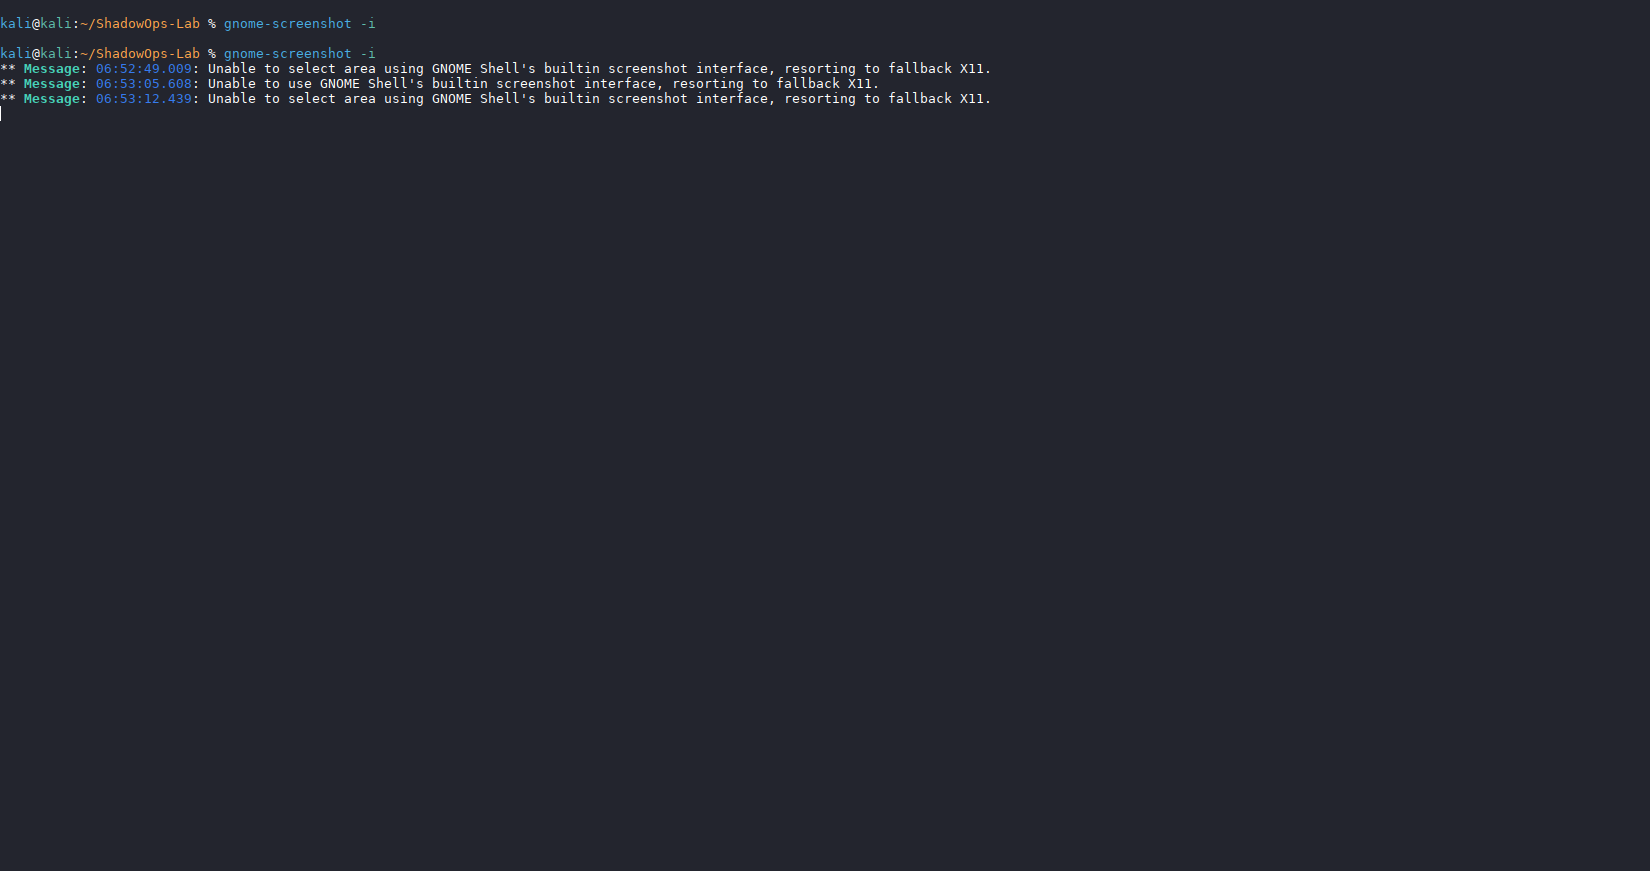 kali@kali:~/ShadowOps-Lab % gnome-screenshot -i
kali@kali:~/ShadowOps-Lab % gnome-screenshot -i
** Message: 06:52:49.009: Unable to select area using GNOME Shell's builtin screenshot interface, resorting to fallback X11.
** Message: 06:53:05.608: Unable to use GNOME Shell's builtin screenshot interface, resorting to fallback X11.
** Message: 06:53:12.439: Unable to select area using GNOME Shell's builtin screenshot interface, resorting to fallback X11.